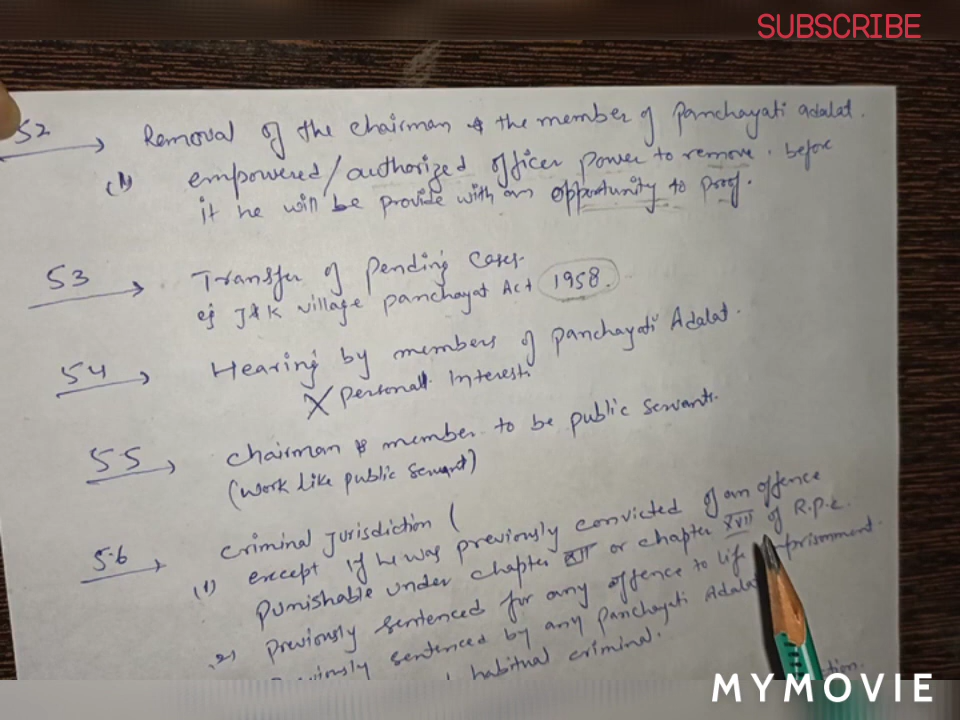 SUBSCRIBE
52 → Removal of the chairman & the member of panchayati adalat.
(1) empowered/authorized officer power to remove. before
it he will be provide with an opportunity to proof.
53 → Transfer of pending cases.
eg J&K village panchayat Act 1958.
54 → Hearing by members of panchayati Adalat.
X personal Interest.
55 → chairman & member to be public servants.
(work like public servant)
56 → criminal jurisdiction (
(1) except if he was previously convicted of an offence
punishable under chapter or chapter XVII of R.P.C.
(2) previously sentenced for any offence to life imprisonment.
sentenced by any panchayati Adalat
habitual criminal.
MYMOVIE